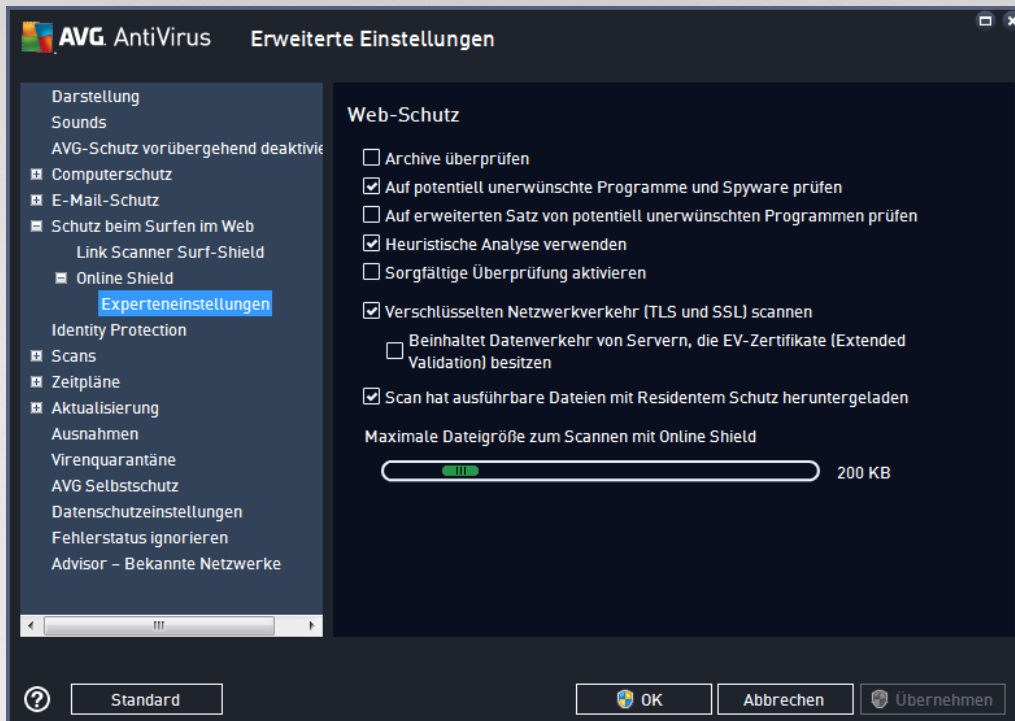 AVG AntiVirus Erweiterte Einstellungen
Darstellung
Sounds
AVG-Schutz vorübergehend deaktivie
Computerschutz
E-Mail-Schutz
Schutz beim Surfen im Web
Link Scanner Surf-Shield
Online Shield
Experteneinstellungen
Identity Protection
Scans
Zeitpläne
Aktualisierung
Ausnahmen
Virenquarantäne
AVG Selbstschutz
Datenschutzeinstellungen
Fehlerstatus ignorieren
Advisor – Bekannte Netzwerke
Web-Schutz
Archive überprüfen
Auf potentiell unerwünschte Programme und Spyware prüfen
Auf erweiterten Satz von potentiell unerwünschten Programmen prüfen
Heuristische Analyse verwenden
Sorgfältige Überprüfung aktivieren
Verschlüsselten Netzwerkverkehr (TLS und SSL) scannen
Beinhaltet Datenverkehr von Servern, die EV-Zertifikate (Extended
Validation) besitzen
Scan hat ausführbare Dateien mit Residentem Schutz heruntergeladen
Maximale Dateigröße zum Scannen mit Online Shield
200 KB
? Standard OK Abbrechen Übernehmen